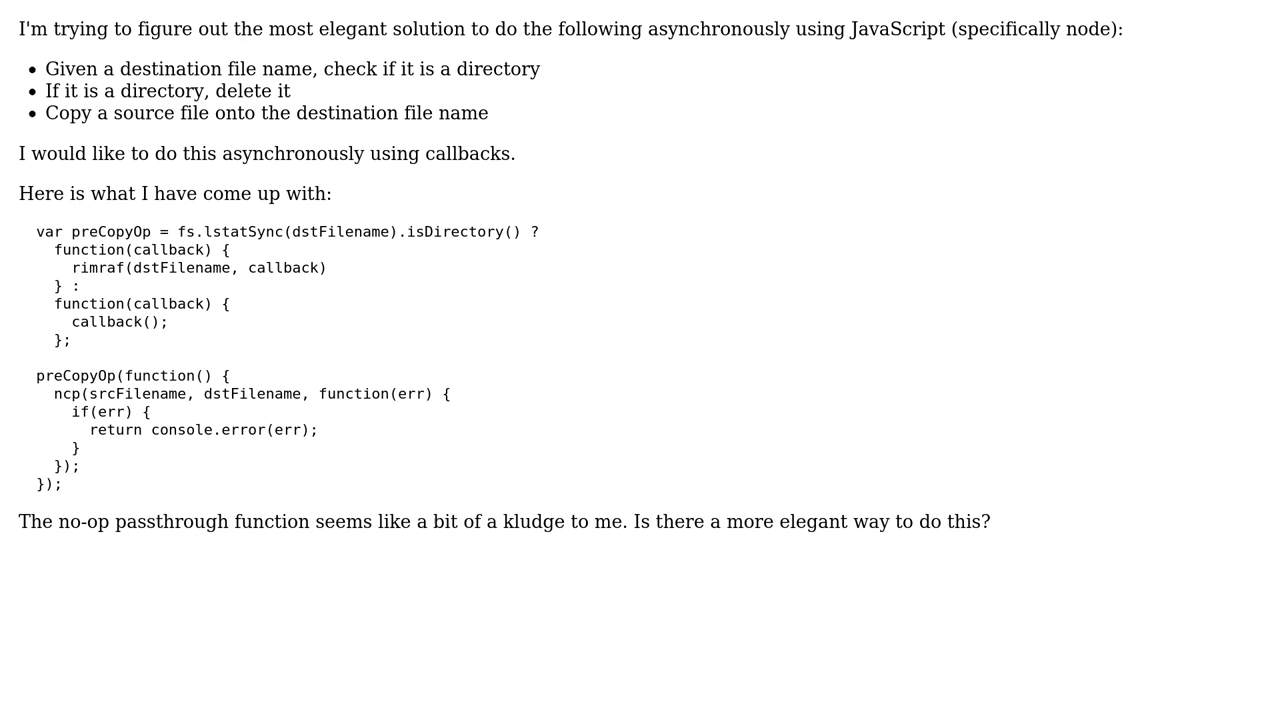 I'm trying to figure out the most elegant solution to do the following asynchronously using JavaScript (specifically node):
• Given a destination file name, check if it is a directory
• If it is a directory, delete it
• Copy a source file onto the destination file name
I would like to do this asynchronously using callbacks.
Here is what I have come up with:
var preCopyOp = fs.lstatSync(dstFilename).isDirectory() ?
  function(callback) {
    rimraf(dstFilename, callback)
  } :
  function(callback) {
    callback();
  };

preCopyOp(function() {
  ncp(srcFilename, dstFilename, function(err) {
    if(err) {
      return console.error(err);
    }
  });
});
The no-op passthrough function seems like a bit of a kludge to me. Is there a more elegant way to do this?